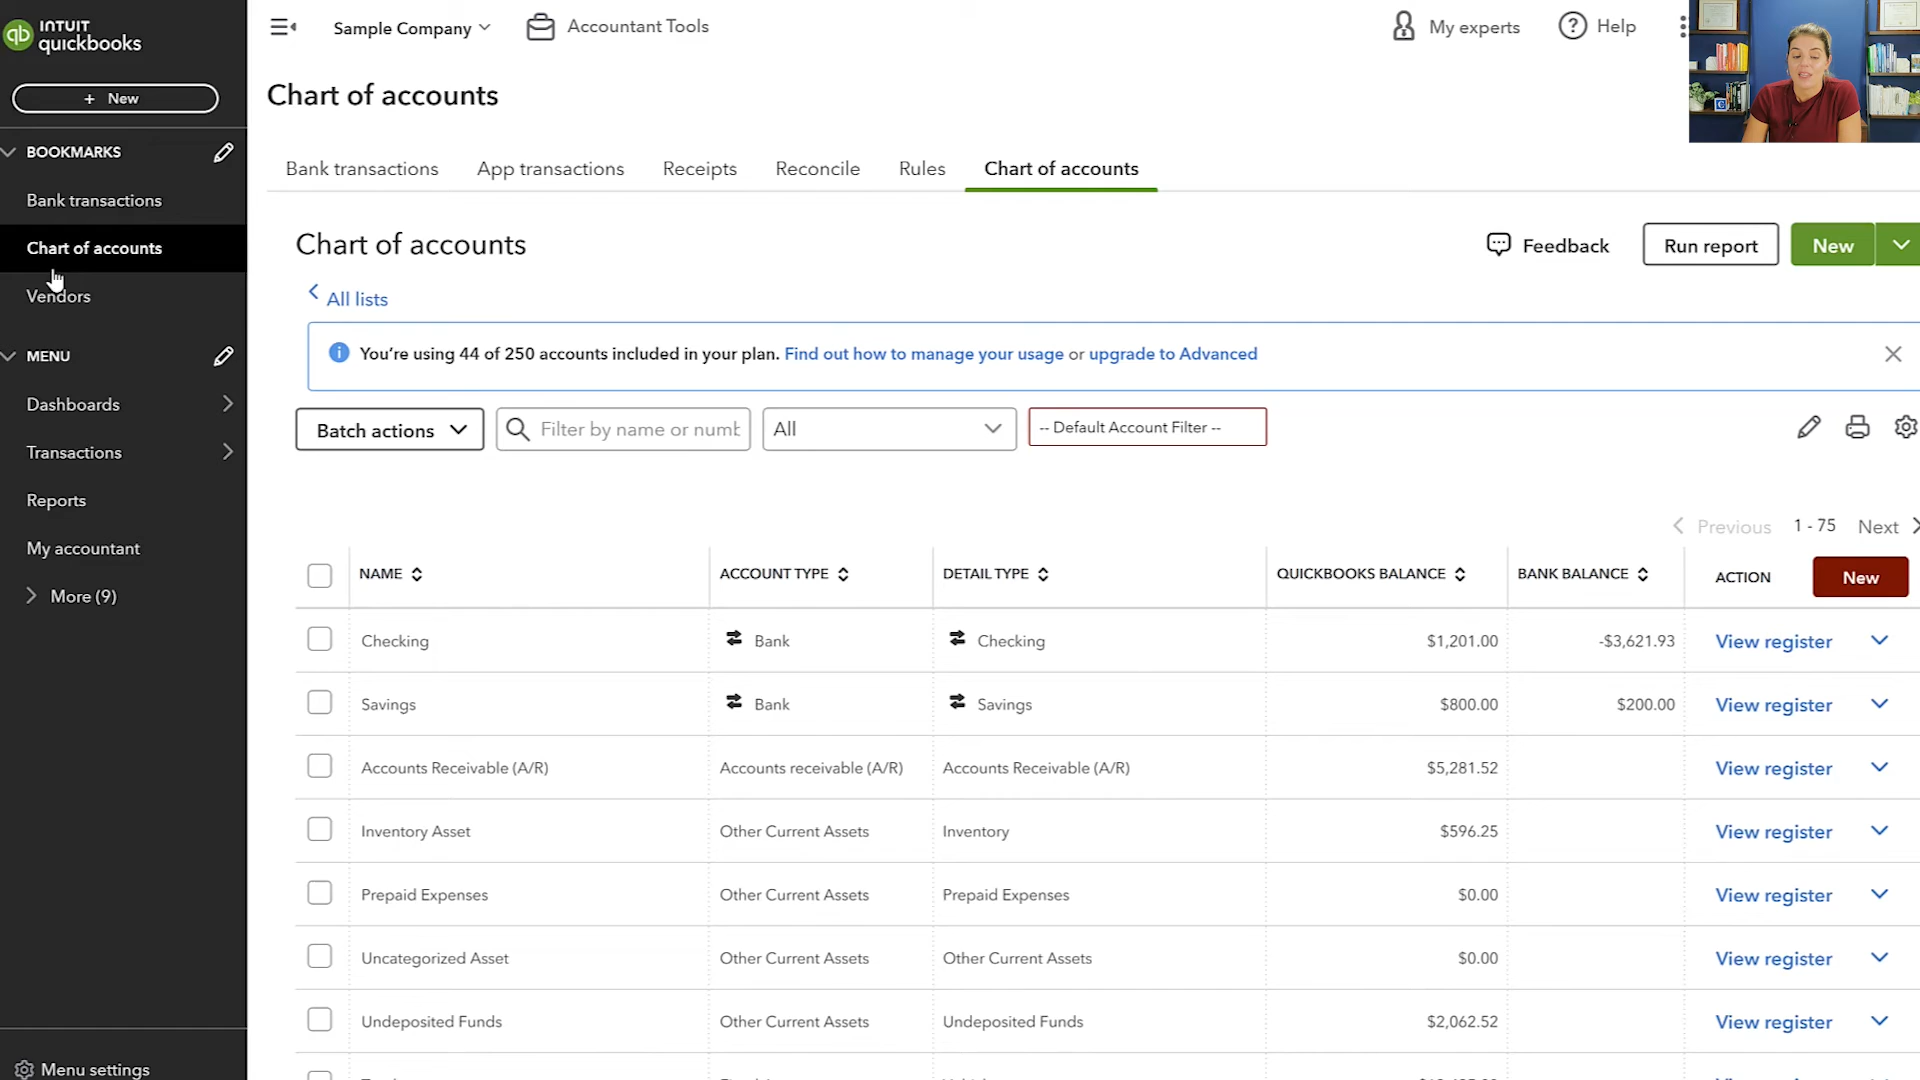 INTUIT
quickbooks
Sample Company
Accountant Tools
My experts
Help
+ New
Chart of accounts
BOOKMARKS
Bank transactions
Chart of accounts
Vendors
MENU
Dashboards
Transactions
Reports
My accountant
More (9)
Menu settings
Bank transactions App transactions Receipts Reconcile Rules Chart of accounts
Chart of accounts
Feedback
Run report
New
All lists
You're using 44 of 250 accounts included in your plan. Find out how to manage your usage or upgrade to Advanced
Batch actions
Filter by name or numb
All
-- Default Account Filter --
Previous 1 - 75 Next
NAME ACCOUNT TYPE DETAIL TYPE QUICKBOOKS BALANCE BANK BALANCE ACTION New
Checking Bank Checking $1,201.00 -$3,621.93 View register
Savings Bank Savings $800.00 $200.00 View register
Accounts Receivable (A/R) Accounts receivable (A/R) Accounts Receivable (A/R) $5,281.52 View register
Inventory Asset Other Current Assets Inventory $596.25 View register
Prepaid Expenses Other Current Assets Prepaid Expenses $0.00 View register
Uncategorized Asset Other Current Assets Other Current Assets $0.00 View register
Undeposited Funds Other Current Assets Undeposited Funds $2,062.52 View register